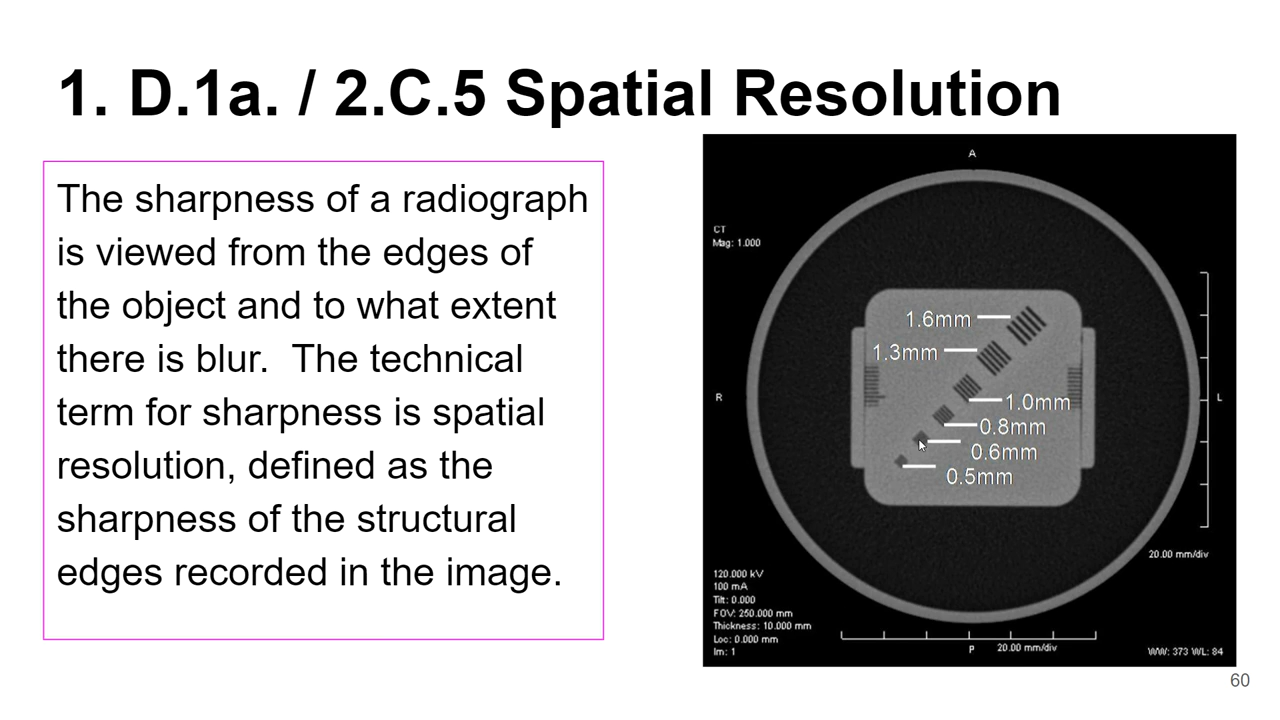 1. D.1a. / 2.C.5 Spatial Resolution
The sharpness of a radiograph
is viewed from the edges of
the object and to what extent
there is blur.  The technical
term for sharpness is spatial
resolution, defined as the
sharpness of the structural
edges recorded in the image.
A
CT
Mag: 1.000
1.6mm
1.3mm
R
L
1.0mm
0.8mm
0.6mm
0.5mm
20.00 mm/div
120.000 kV
100 mA
Tilt: 0.000
FOV: 250.000 mm
Thickness: 10.000 mm
Loc: 0.000 mm
Im: 1
P
20.00 mm/div
WW: 373 WL: 84
60